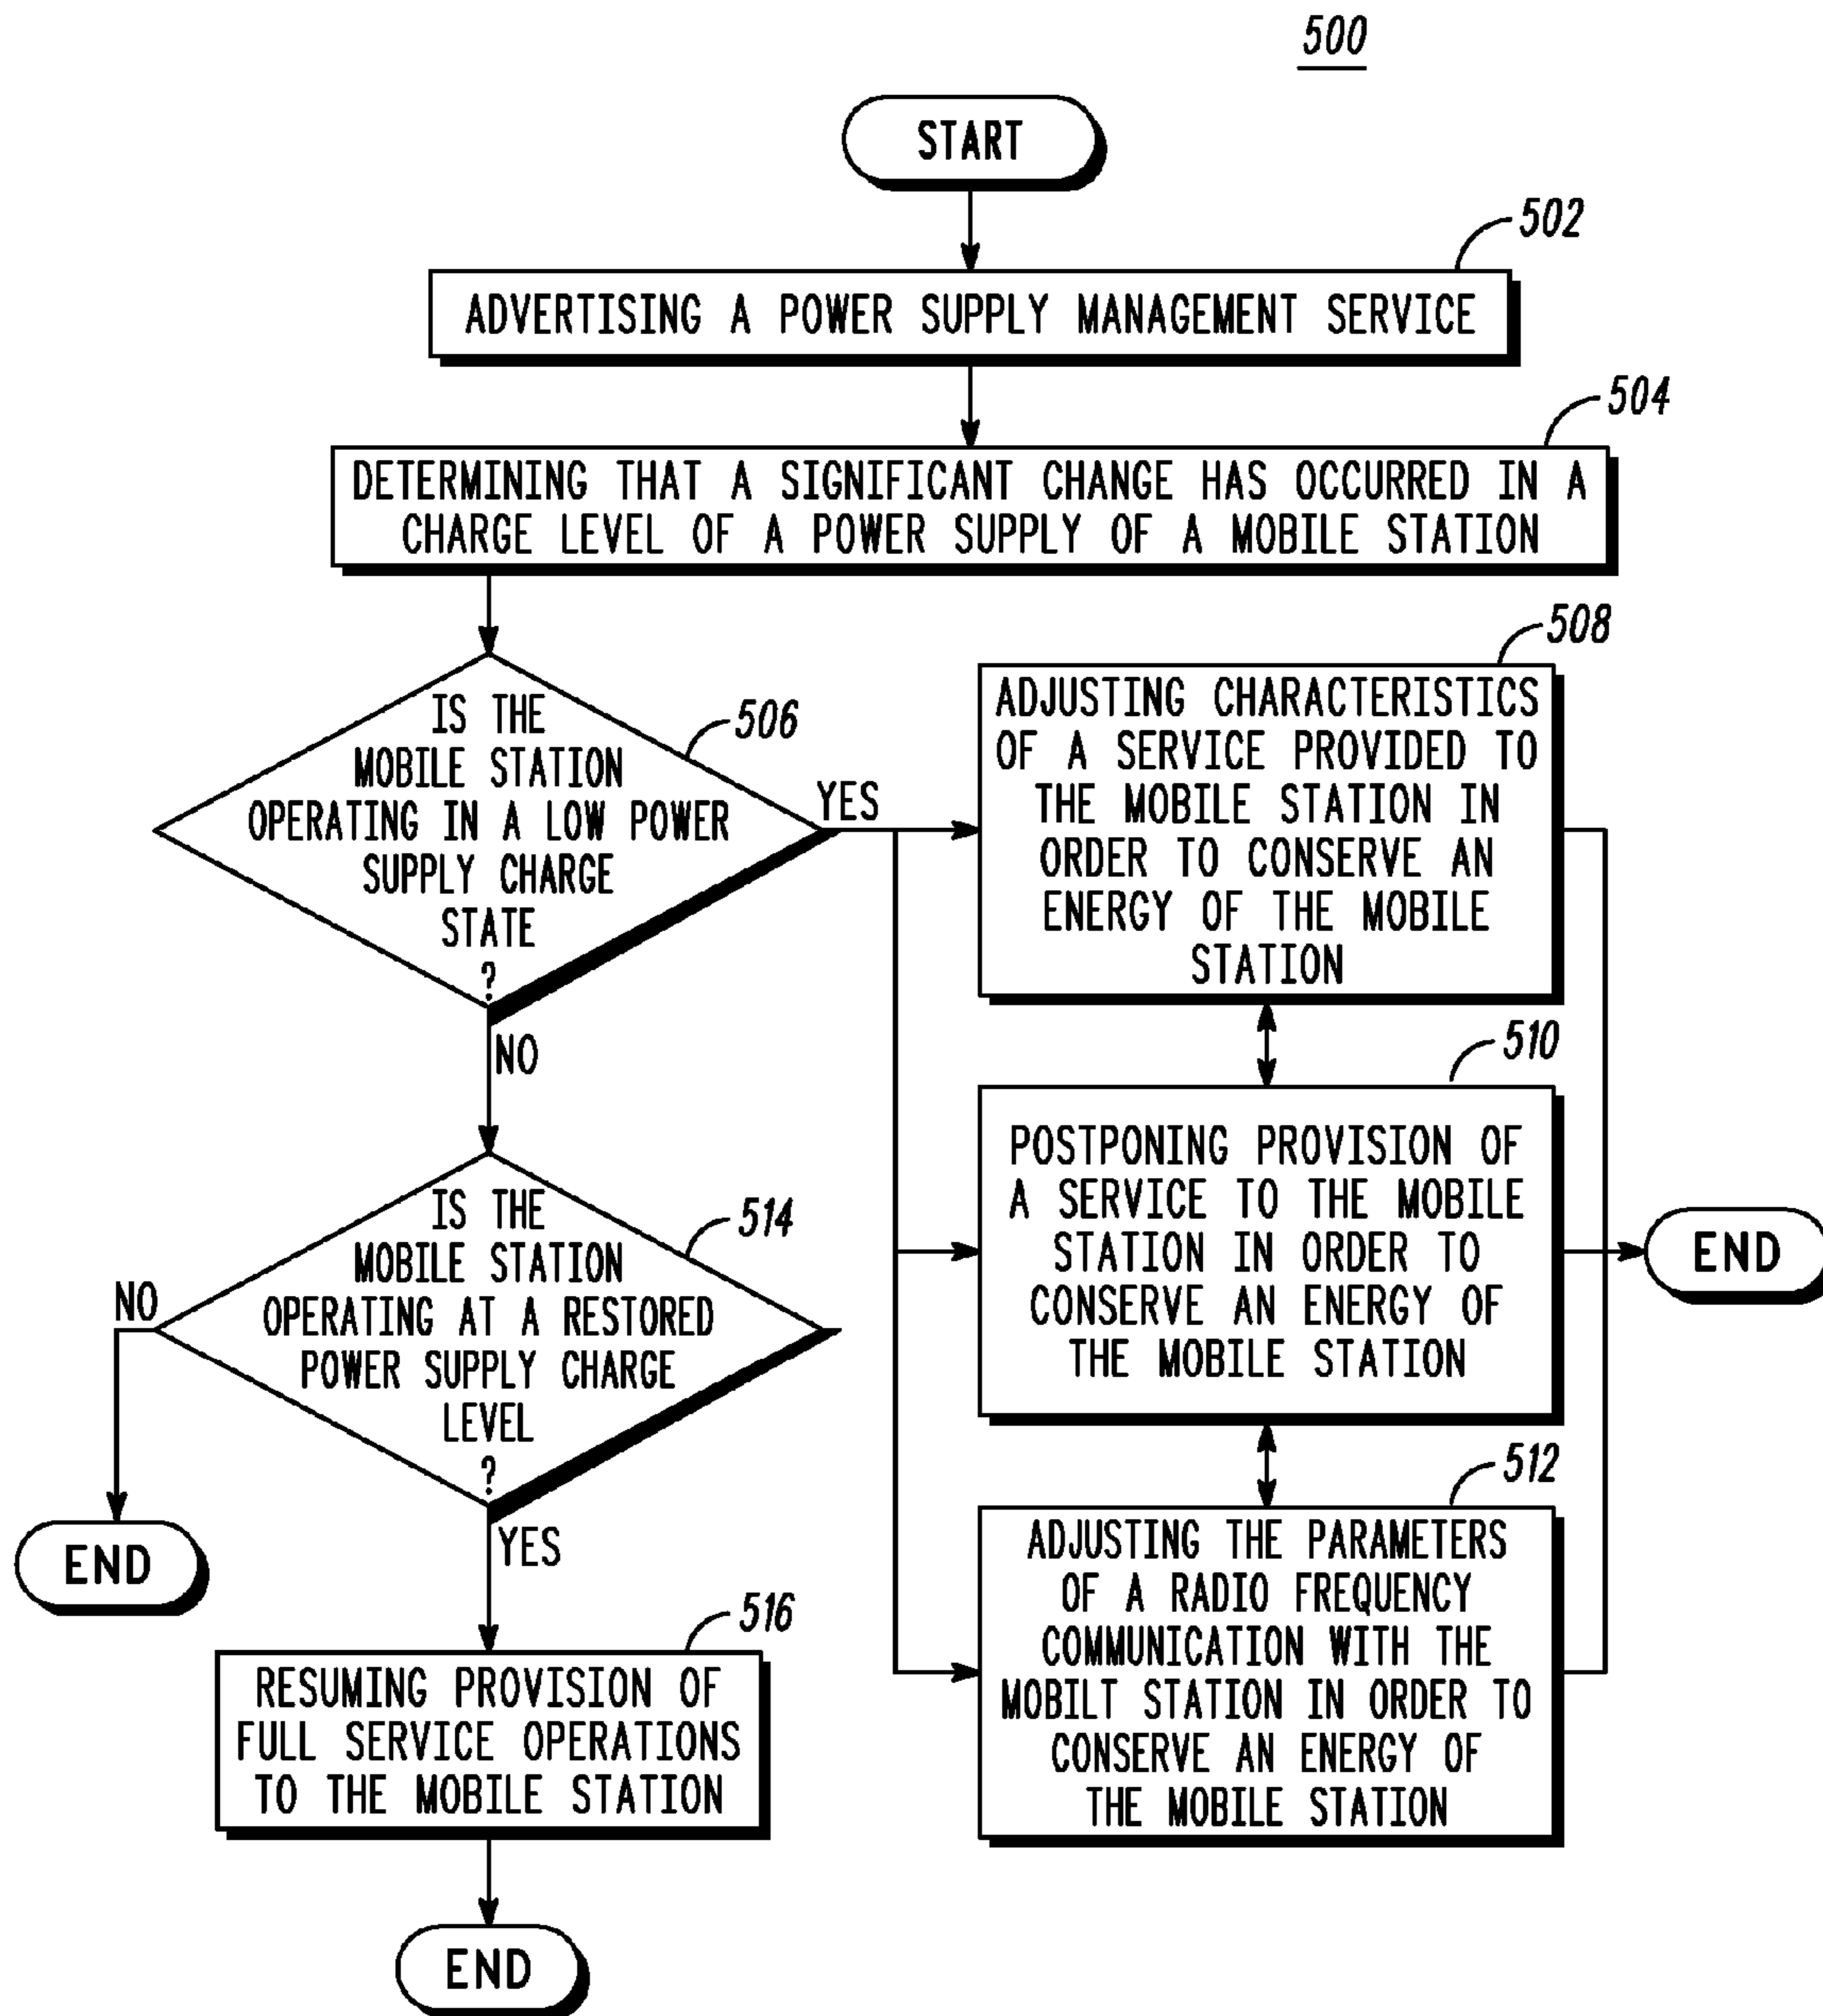 500
START
502
ADVERTISING A POWER SUPPLY MANAGEMENT SERVICE
504
DETERMINING THAT A SIGNIFICANT CHANGE HAS OCCURRED IN A
CHARGE LEVEL OF A POWER SUPPLY OF A MOBILE STATION
506
IS THE
MOBILE STATION
OPERATING IN A LOW POWER
SUPPLY CHARGE
STATE
?
YES
NO
508
ADJUSTING CHARACTERISTICS
OF A SERVICE PROVIDED TO
THE MOBILE STATION IN
ORDER TO CONSERVE AN
ENERGY OF THE MOBILE
STATION
510
POSTPONING PROVISION OF
A SERVICE TO THE MOBILE
STATION IN ORDER TO
CONSERVE AN ENERGY OF
THE MOBILE STATION
END
512
ADJUSTING THE PARAMETERS
OF A RADIO FREQUENCY
COMMUNICATION WITH THE
MOBILT STATION IN ORDER TO
CONSERVE AN ENERGY OF
THE MOBILE STATION
514
IS THE
MOBILE STATION
OPERATING AT A RESTORED
POWER SUPPLY CHARGE
LEVEL
?
NO
END
YES
516
RESUMING PROVISION OF
FULL SERVICE OPERATIONS
TO THE MOBILE STATION
END